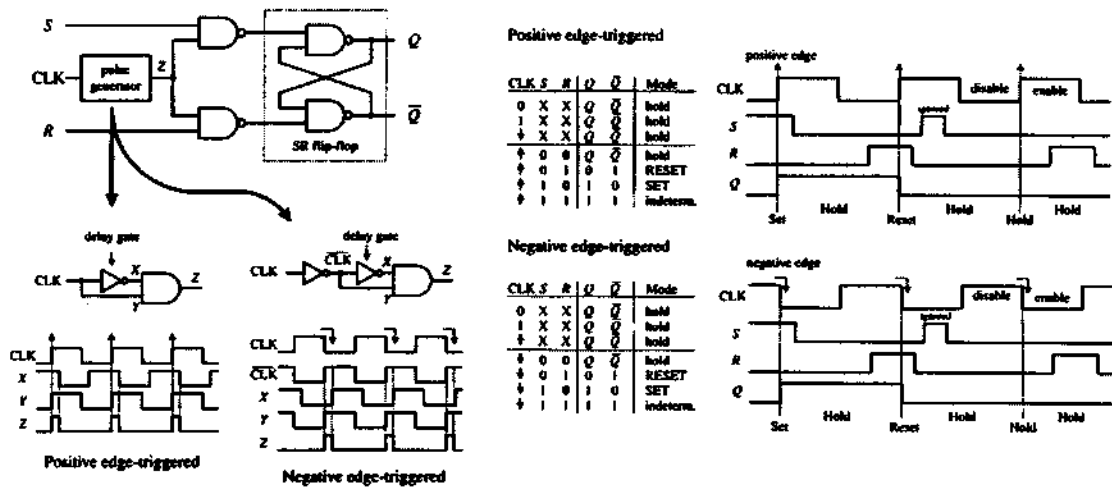 S
CLK
pulse generator
Z
R
Q
Q̅
SR flip-flop
delay gate
CLK
X
Y
Z
delay gate
CLK
C̅L̅K̅
X
Y
Z
CLK
X
Y
Z
Positive edge-triggered
CLK
C̅L̅K̅
X
Y
Z
Negative edge-triggered
Positive edge-triggered
CLK S R Q Q̅ Mode
0 X X Q Q̅ hold
1 X X Q Q̅ hold
↓ X X Q Q̅ hold
↑ 0 0 Q Q̅ hold
↑ 0 1 0 1 RESET
↑ 1 0 1 0 SET
↑ 1 1 1 1 indeterm.
positive edge
CLK
disable
enable
S
ignored
R
Q
Set
Hold
Reset
Hold
Hold
Hold
Negative edge-triggered
CLK S R Q Q̅ Mode
0 X X Q Q̅ hold
1 X X Q Q̅ hold
↑ X X Q Q̅ hold
↓ 0 0 Q Q̅ hold
↓ 0 1 0 1 RESET
↓ 1 0 1 0 SET
↓ 1 1 1 1 indeterm.
negative edge
CLK
disable
enable
S
ignored
R
Q
Set
Hold
Reset
Hold
Hold
Hold